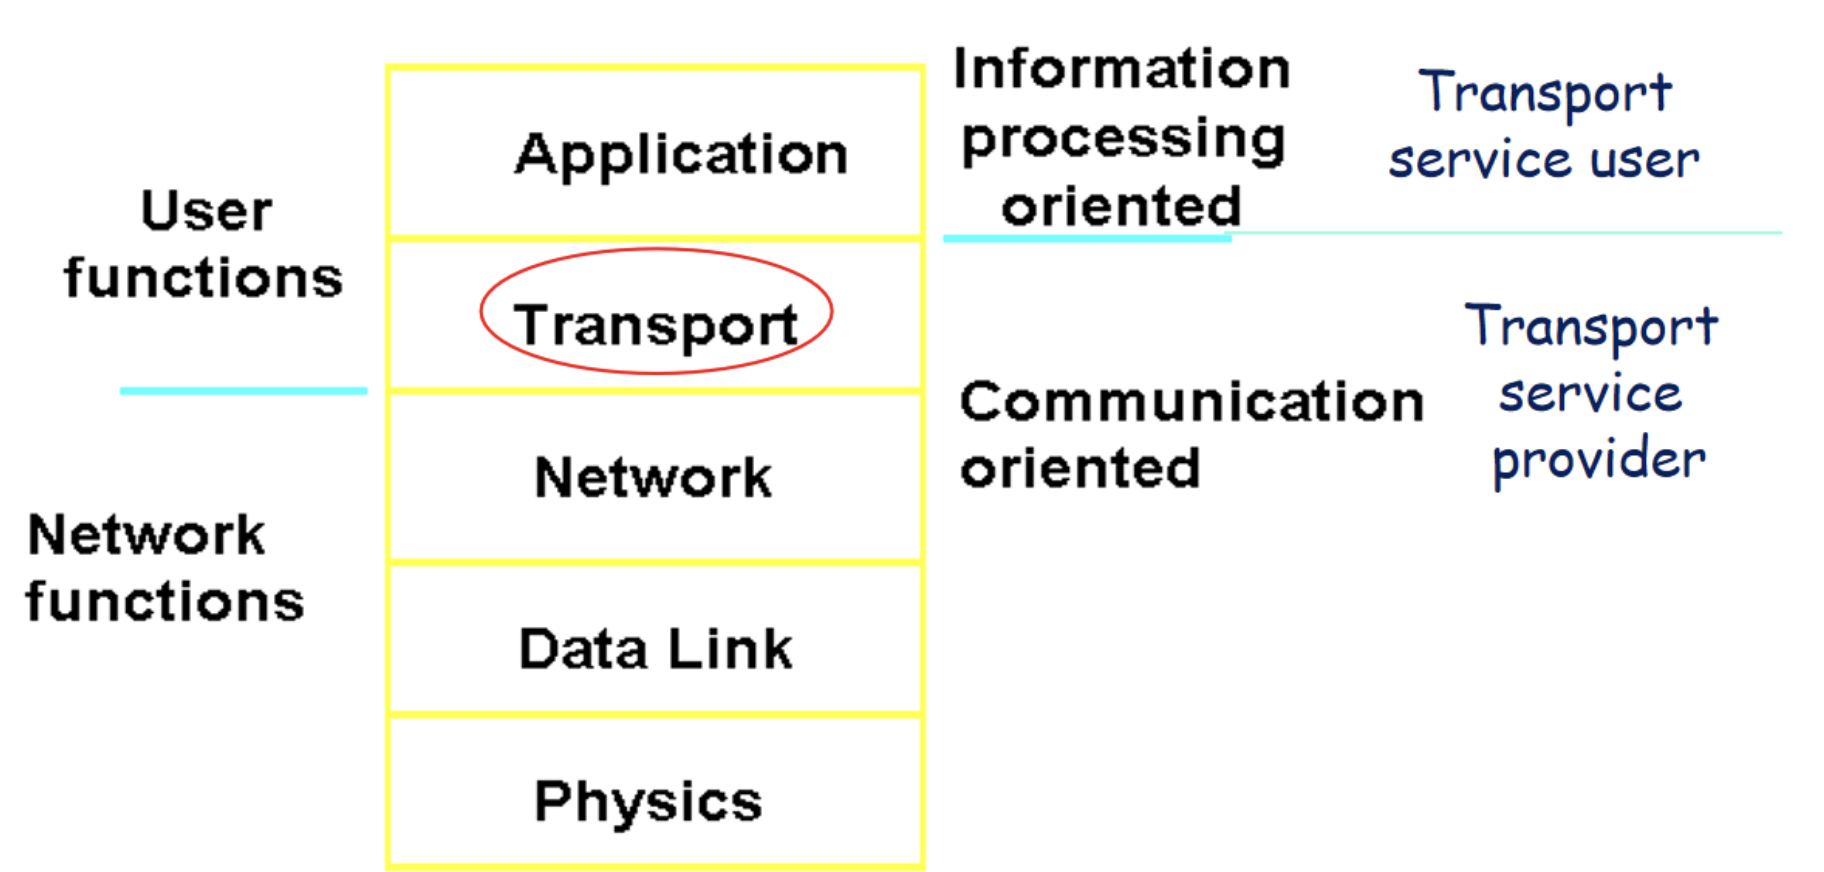 User
functions
Network
functions
Application
Transport
Network
Data Link
Physics
Information
processing
oriented
Communication
oriented
Transport
service user
Transport
service
provider